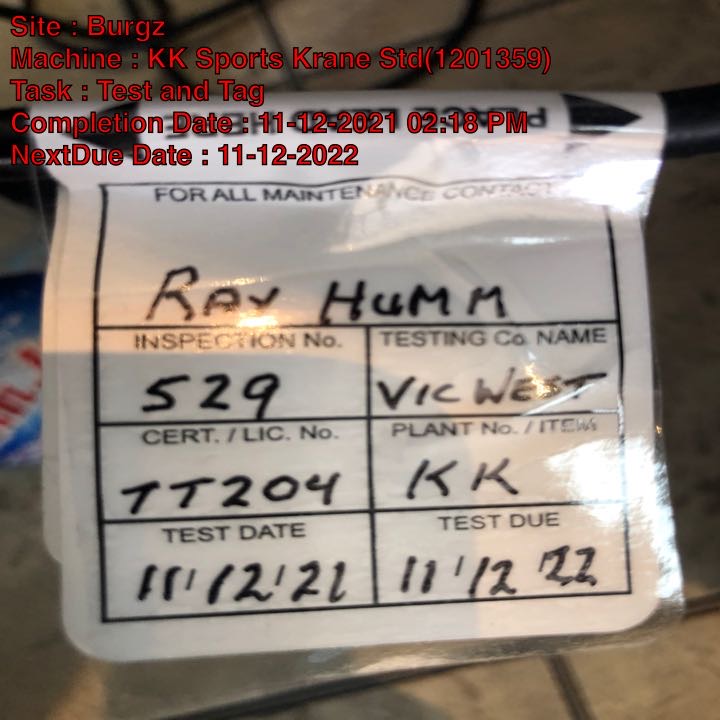 Site : Burgz
Machine : KK Sports Krane Std(1201359)
Task : Test and Tag
Completion Date : 11-12-2021 02:18 PM
NextDue Date : 11-12-2022
FOR ALL MAINTENANCE CONTACT
RAY HUMM
INSPECTION No. TESTING Co. NAME
529 VIC WEST
CERT. / LIC. No. PLANT No. / ITEM
TT204 KK
TEST DATE TEST DUE
11/12/21 11/12 22